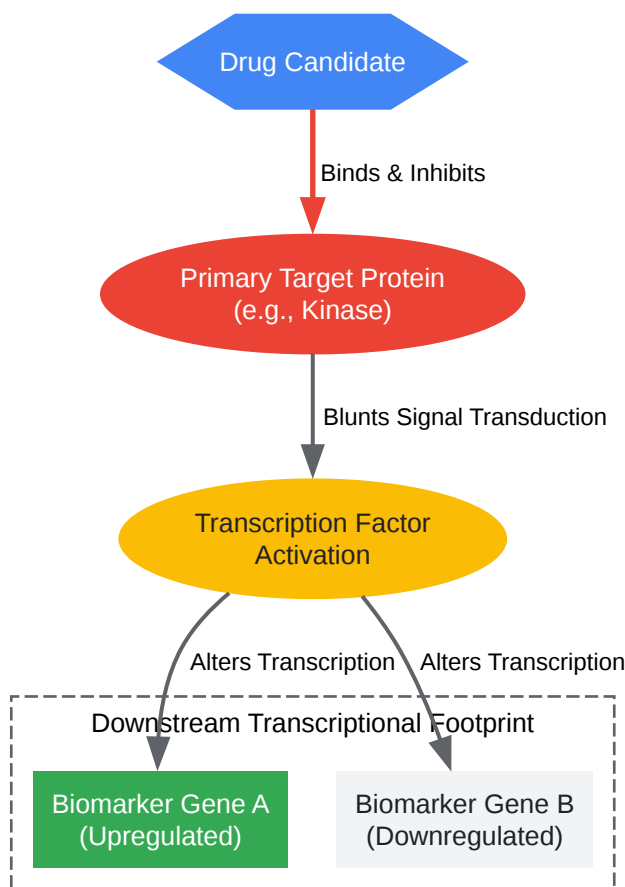 Drug Candidate
Binds & Inhibits
Primary Target Protein
(e.g., Kinase)
Blunts Signal Transduction
Transcription Factor
Activation
Alters Transcription
Alters Transcription
Downstream Transcriptional Footprint
Biomarker Gene A
(Upregulated)
Biomarker Gene B
(Downregulated)